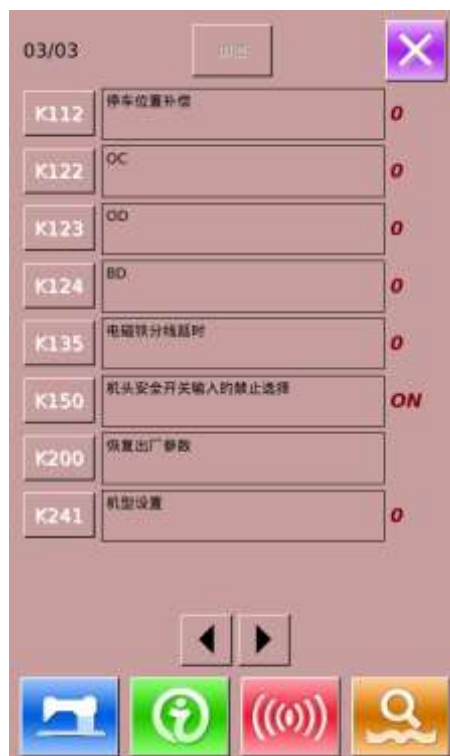 03/03
K112 停车位置补偿 0
K122 OC 0
K123 OD 0
K124 BD 0
K135 电磁铁分线延时 0
K150 机头安全开关输入的禁止选择 ON
K200 恢复出厂参数
K241 机型设置 0